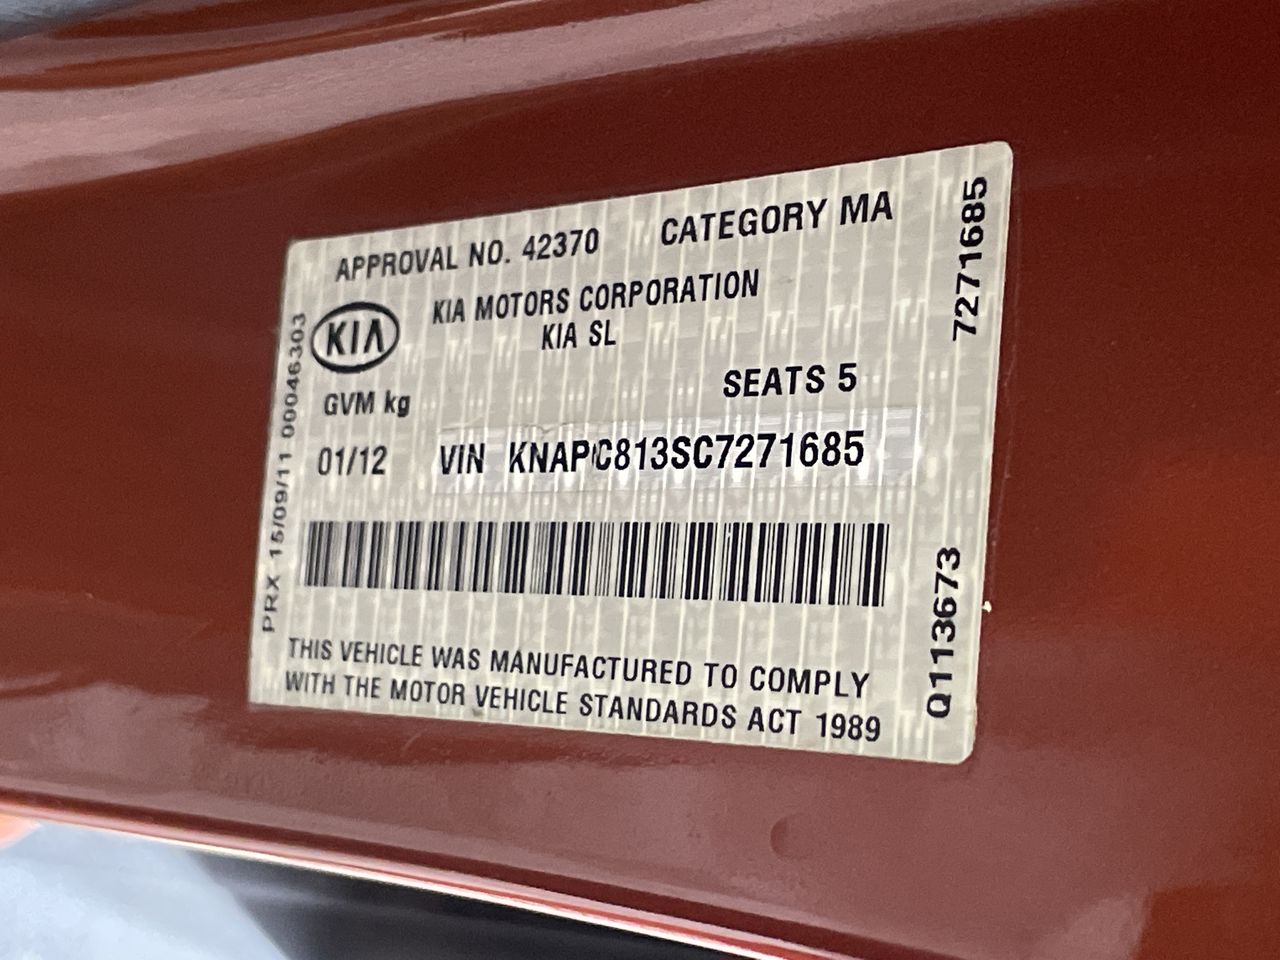 APPROVAL NO. 42370 CATEGORY MA
KIA
KIA MOTORS CORPORATION
KIA SL
GVM kg
SEATS 5
01/12 VIN KNAPC813SC7271685
THIS VEHICLE WAS MANUFACTURED TO COMPLY
WITH THE MOTOR VEHICLE STANDARDS ACT 1989
PRX 15/09/11 00046303
7271685
Q113673